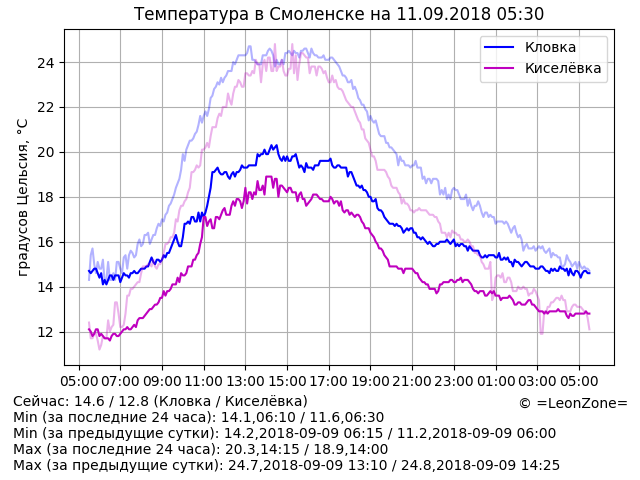 Температура в Смоленске на 11.09.2018 05:30
градусов Цельсия, °C
24
22
20
18
16
14
12
Кловка
Киселёвка
05:00 07:00 09:00 11:00 13:00 15:00 17:00 19:00 21:00 23:00 01:00 03:00 05:00
Сейчас: 14.6 / 12.8 (Кловка / Киселёвка)
© =LeonZone=
Min (за последние 24 часа): 14.1,06:10 / 11.6,06:30
Min (за предыдущие сутки): 14.2,2018-09-09 06:15 / 11.2,2018-09-09 06:00
Max (за последние 24 часа): 20.3,14:15 / 18.9,14:00
Max (за предыдущие сутки): 24.7,2018-09-09 13:10 / 24.8,2018-09-09 14:25